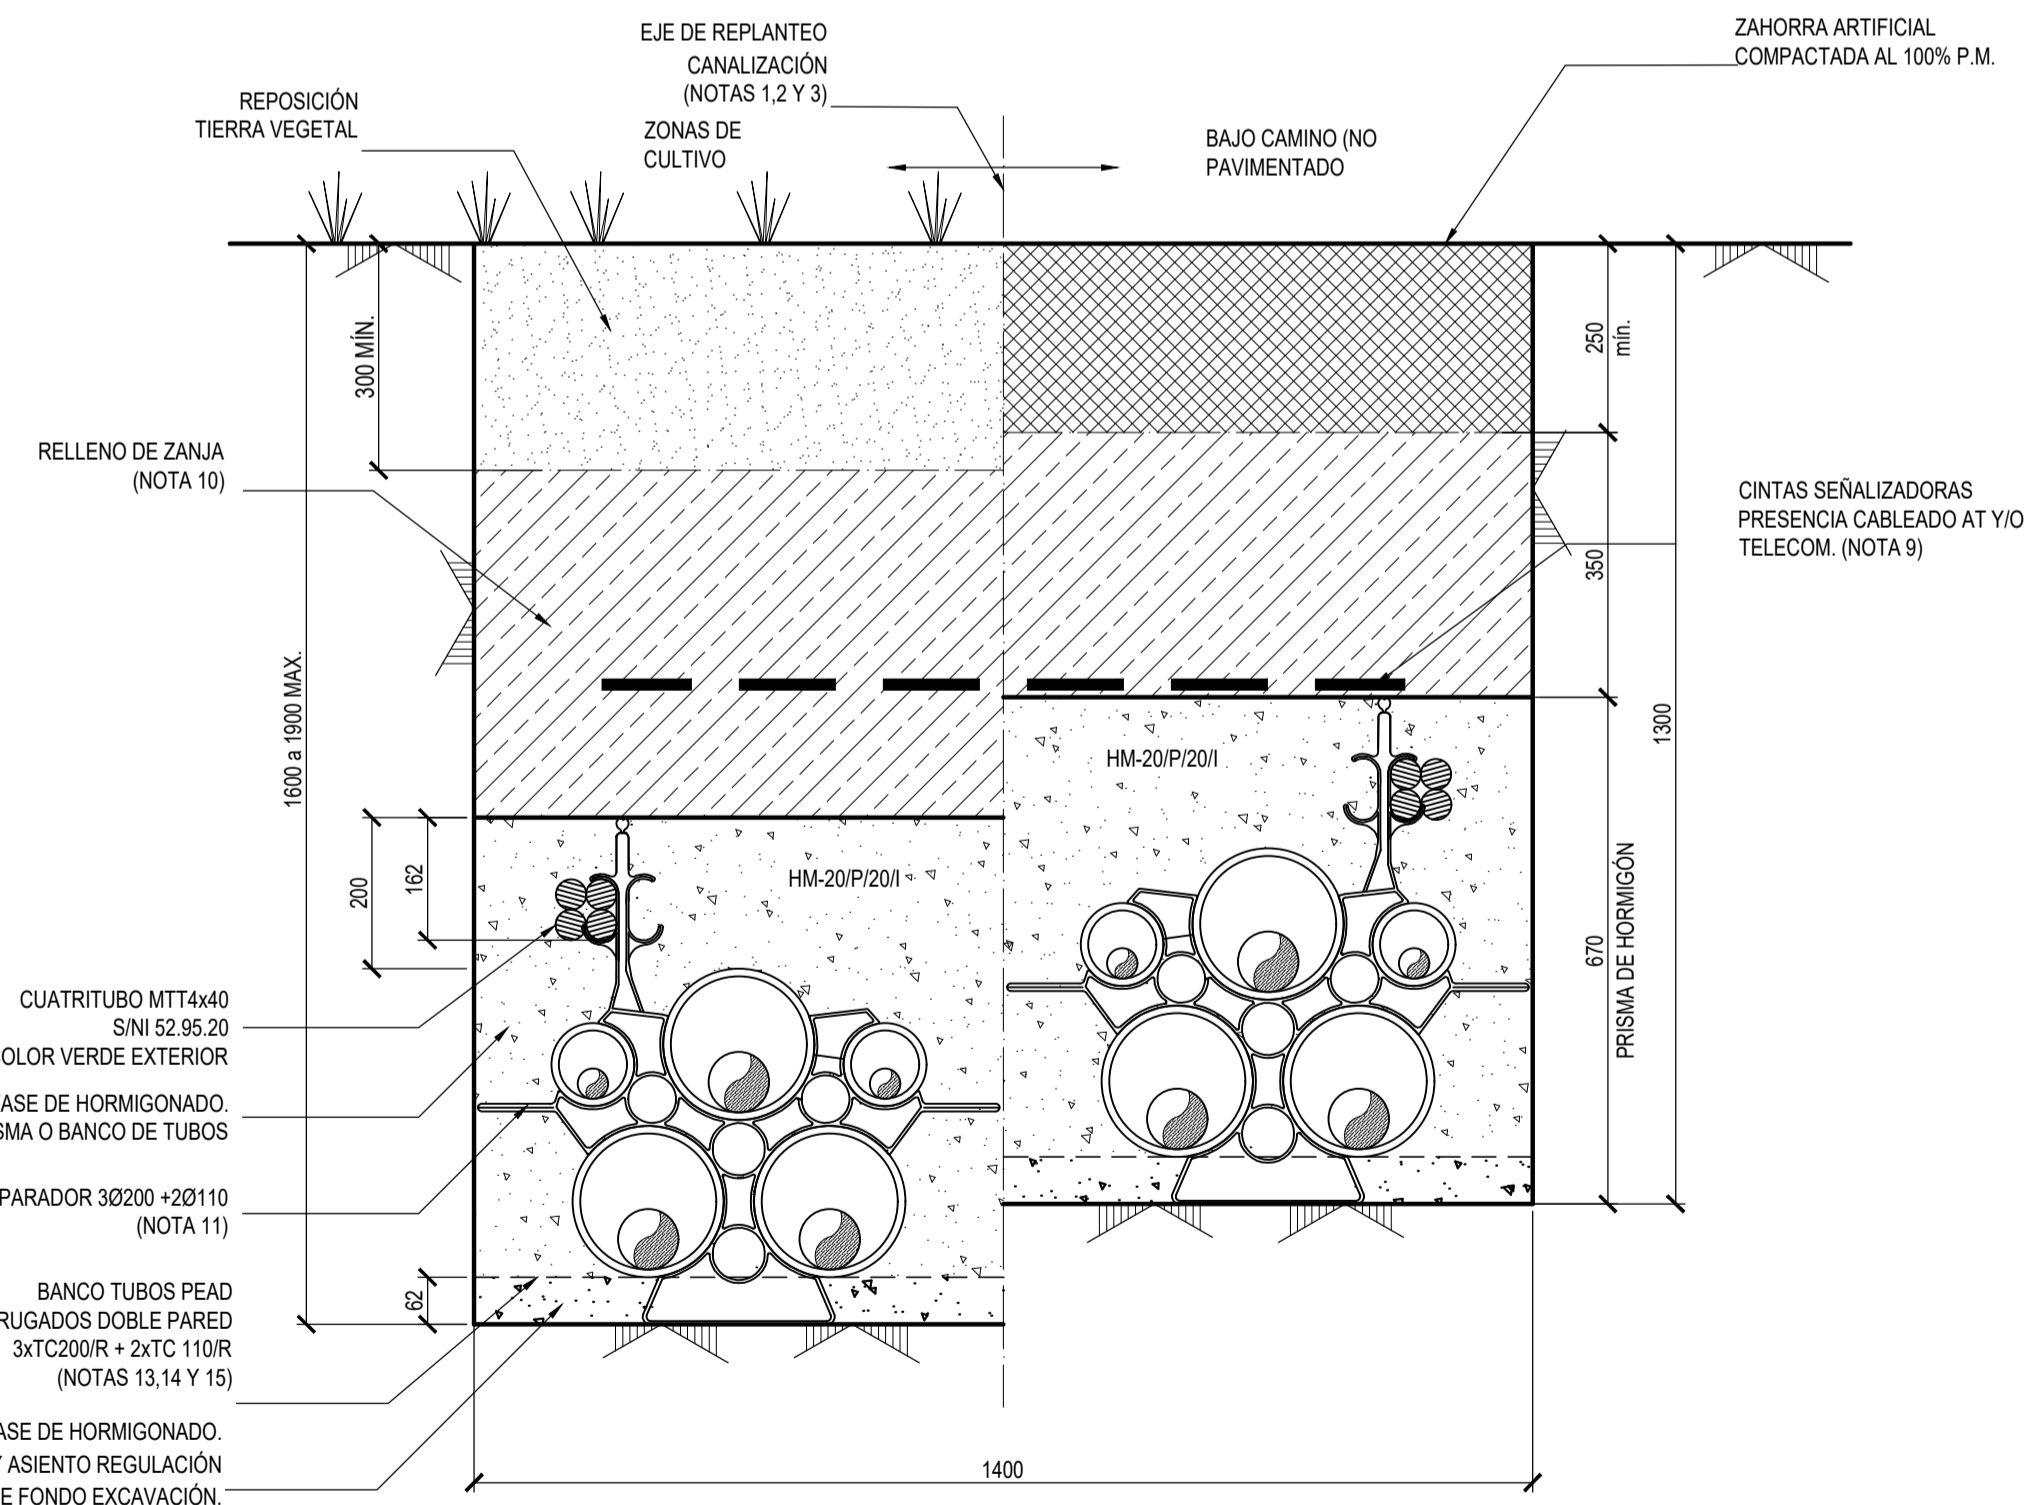 EJE DE REPLANTEO
CANALIZACIÓN
(NOTAS 1,2 Y 3)
ZAHORRA ARTIFICIAL
COMPACTADA AL 100% P.M.
REPOSICIÓN
TIERRA VEGETAL
ZONAS DE
CULTIVO
BAJO CAMINO (NO
PAVIMENTADO
300 MÍN.
250
mín.
RELLENO DE ZANJA
(NOTA 10)
CINTAS SEÑALIZADORAS
PRESENCIA CABLEADO AT Y/O
TELECOM. (NOTA 9)
350
1600 a 1900 MAX.
1300
HM-20/P/20/I
HM-20/P/20/I
200
162
670
PRISMA DE HORMIGÓN
CUATRITUBO MTT4x40
S/NI 52.95.20
COLOR VERDE EXTERIOR
FASE DE HORMIGONADO.
SMA O BANCO DE TUBOS
PARADOR 3Ø200 +2Ø110
(NOTA 11)
62
BANCO TUBOS PEAD
RUGADOS DOBLE PARED
3xTC200/R + 2xTC 110/R
(NOTAS 13,14 Y 15)
ASE DE HORMIGONADO.
Y ASIENTO REGULACIÓN
E FONDO EXCAVACIÓN.
1400